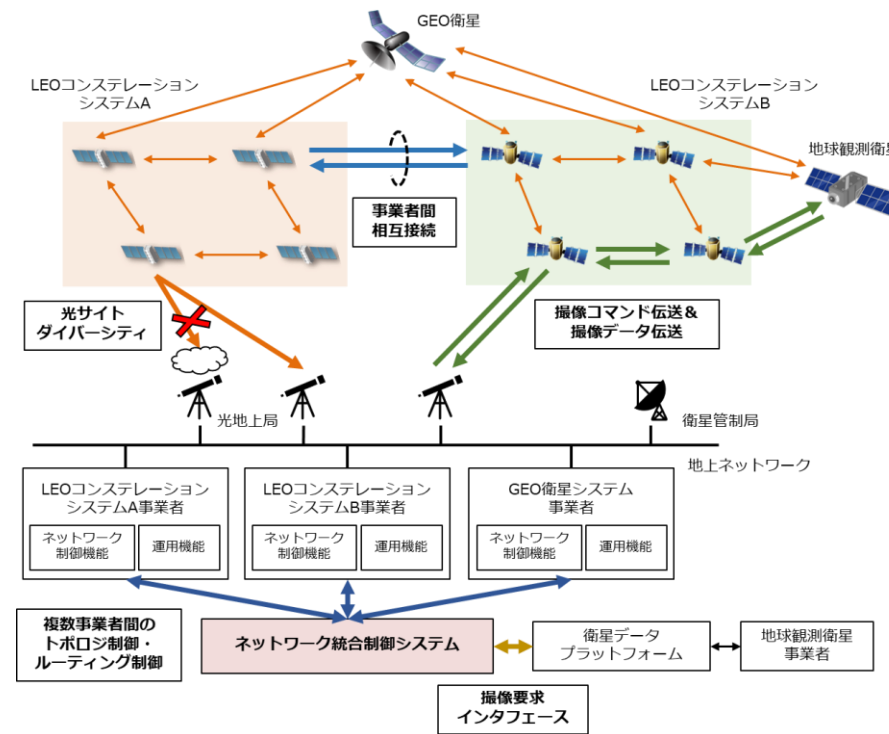 GEO衛星
LEOコンステレーション
システムA
LEOコンステレーション
システムB
地球観測衛星
事業者間
相互接続
光サイト
ダイバーシティ
撮像コマンド伝送&
撮像データ伝送
光地上局
衛星管制局
地上ネットワーク
LEOコンステレーション
システムA事業者
ネットワーク
制御機能
運用機能
LEOコンステレーション
システムB事業者
ネットワーク
制御機能
運用機能
GEO衛星システム
事業者
ネットワーク
制御機能
運用機能
複数事業者間の
トポロジ制御・
ルーティング制御
ネットワーク統合制御システム
衛星データ
プラットフォーム
地球観測衛星
事業者
撮像要求
インタフェース